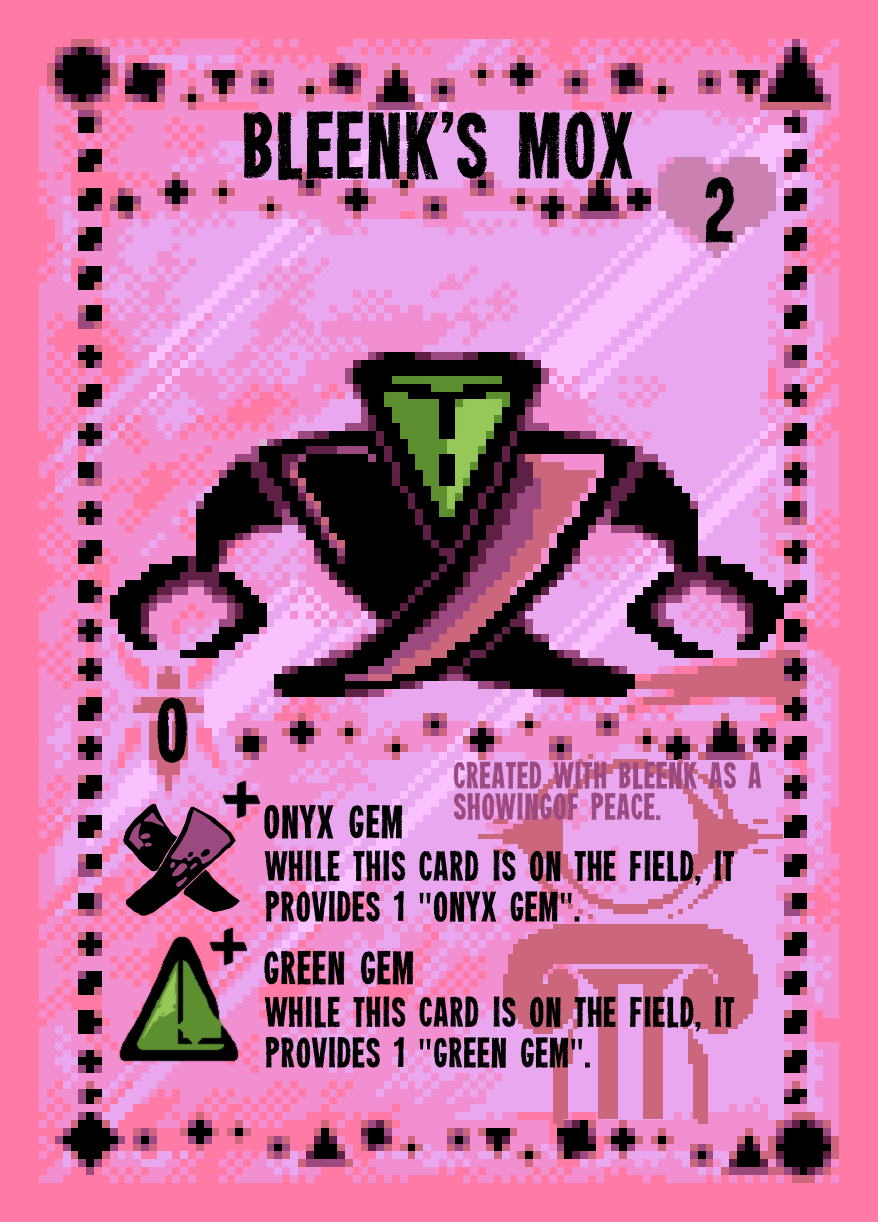 BLEENK'S MOX
2
0
CREATED WITH BLEENK AS A
SHOWINGOF PEACE.
ONYX GEM
WHILE THIS CARD IS ON THE FIELD, IT
PROVIDES 1 "ONYX GEM".
GREEN GEM
WHILE THIS CARD IS ON THE FIELD, IT
PROVIDES 1 "GREEN GEM".